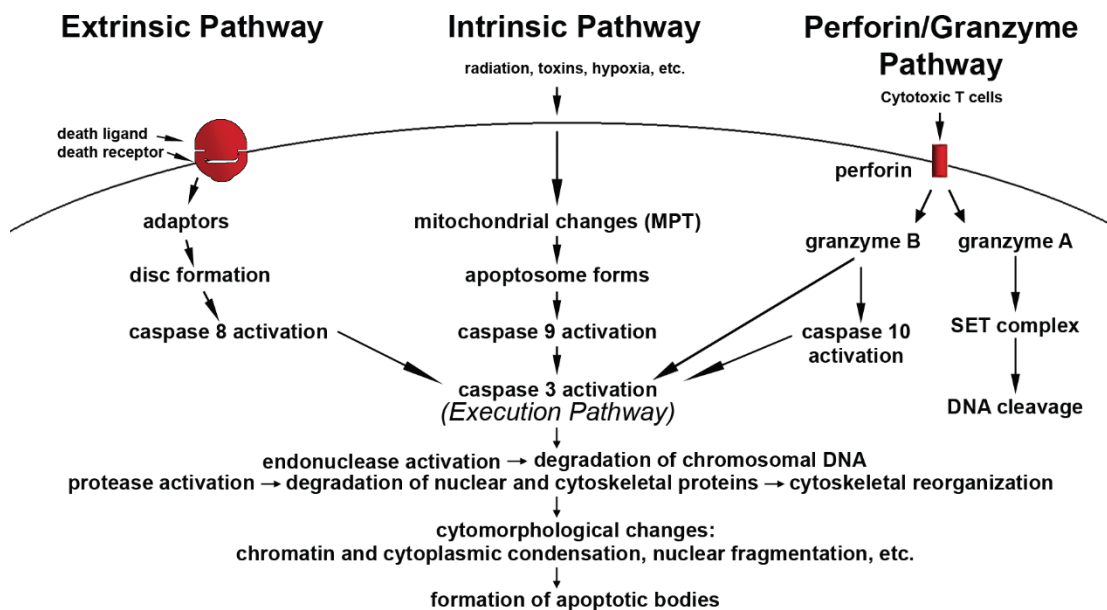 Extrinsic Pathway
Intrinsic Pathway
Perforin/Granzyme
Pathway
radiation, toxins, hypoxia, etc.
Cytotoxic T cells
death ligand
death receptor
perforin
adaptors
mitochondrial changes (MPT)
granzyme B
granzyme A
disc formation
apoptosome forms
caspase 8 activation
caspase 9 activation
caspase 10
activation
SET complex
caspase 3 activation
(Execution Pathway)
DNA cleavage
endonuclease activation → degradation of chromosomal DNA
protease activation → degradation of nuclear and cytoskeletal proteins → cytoskeletal reorganization
cytomorphological changes:
chromatin and cytoplasmic condensation, nuclear fragmentation, etc.
formation of apoptotic bodies